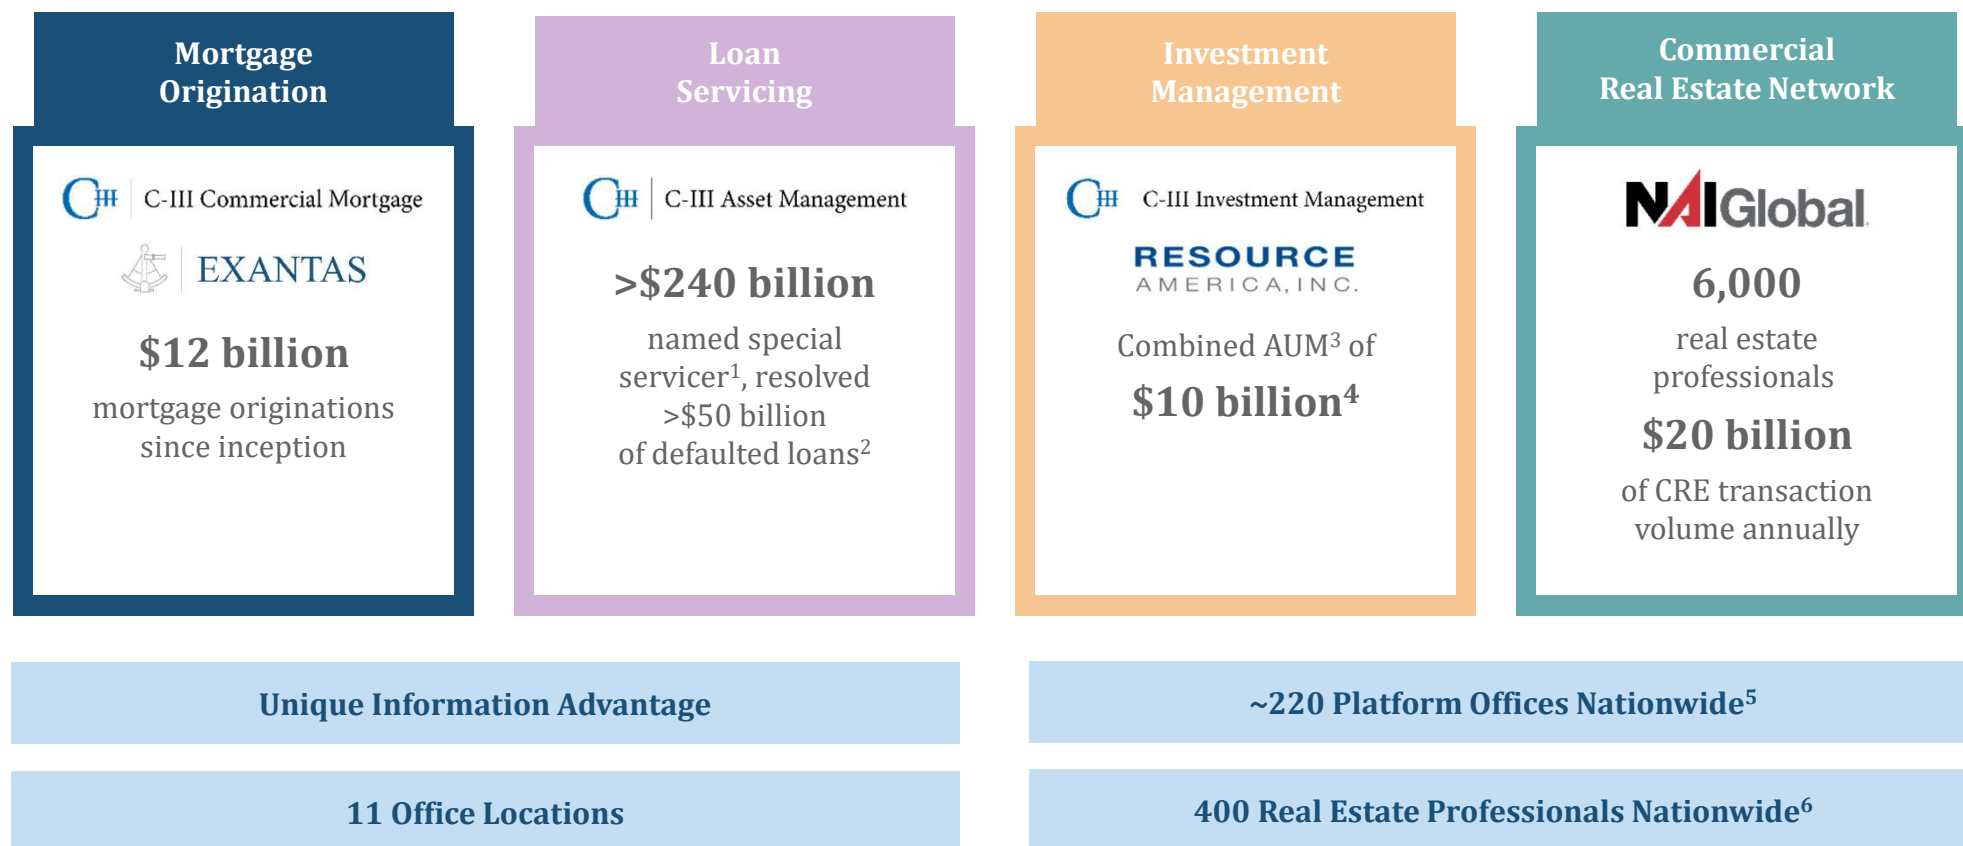 Mortgage
Origination
CIII C-III Commercial Mortgage
EXANTAS
$12 billion
mortgage originations
since inception
Loan
Servicing
CIII C-III Asset Management
>$240 billion
named special
servicer¹, resolved
>$50 billion
of defaulted loans²
Investment
Management
CIII C-III Investment Management
RESOURCE
AMERICA, INC.
Combined AUM³ of
$10 billion⁴
Commercial
Real Estate Network
NAIGlobal
6,000
real estate
professionals
$20 billion
of CRE transaction
volume annually
Unique Information Advantage
~220 Platform Offices Nationwide⁵
11 Office Locations
400 Real Estate Professionals Nationwide⁶